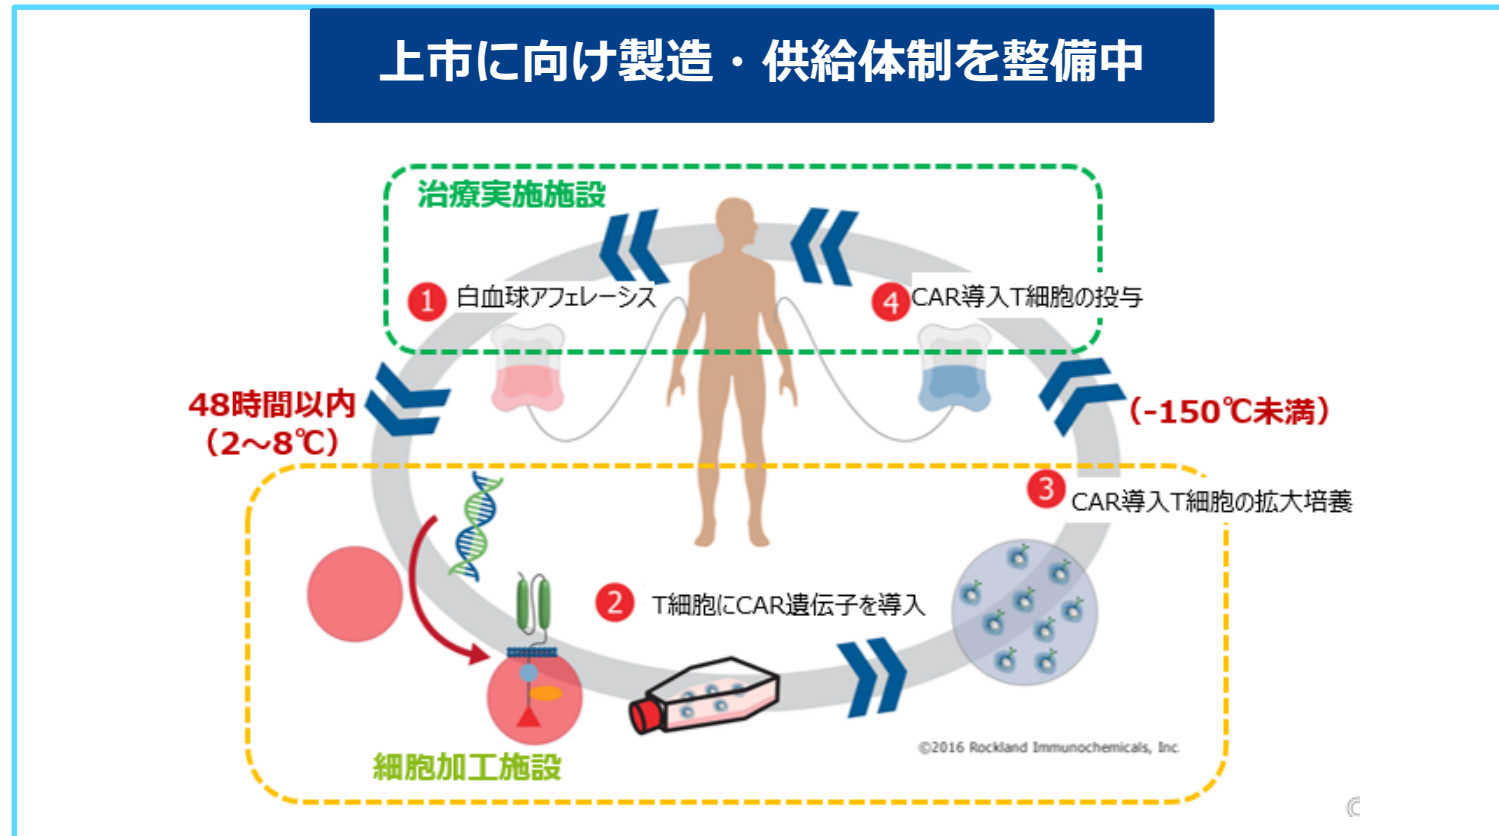 上市に向け製造・供給体制を整備中
治療実施施設
1 白血球アフェレーシス
4 CAR導入T細胞の投与
48時間以内
（2～8℃）
（-150℃未満）
3 CAR導入T細胞の拡大培養
2 T細胞にCAR遺伝子を導入
©2016 Rockland Immunochemicals, Inc.
細胞加工施設
©